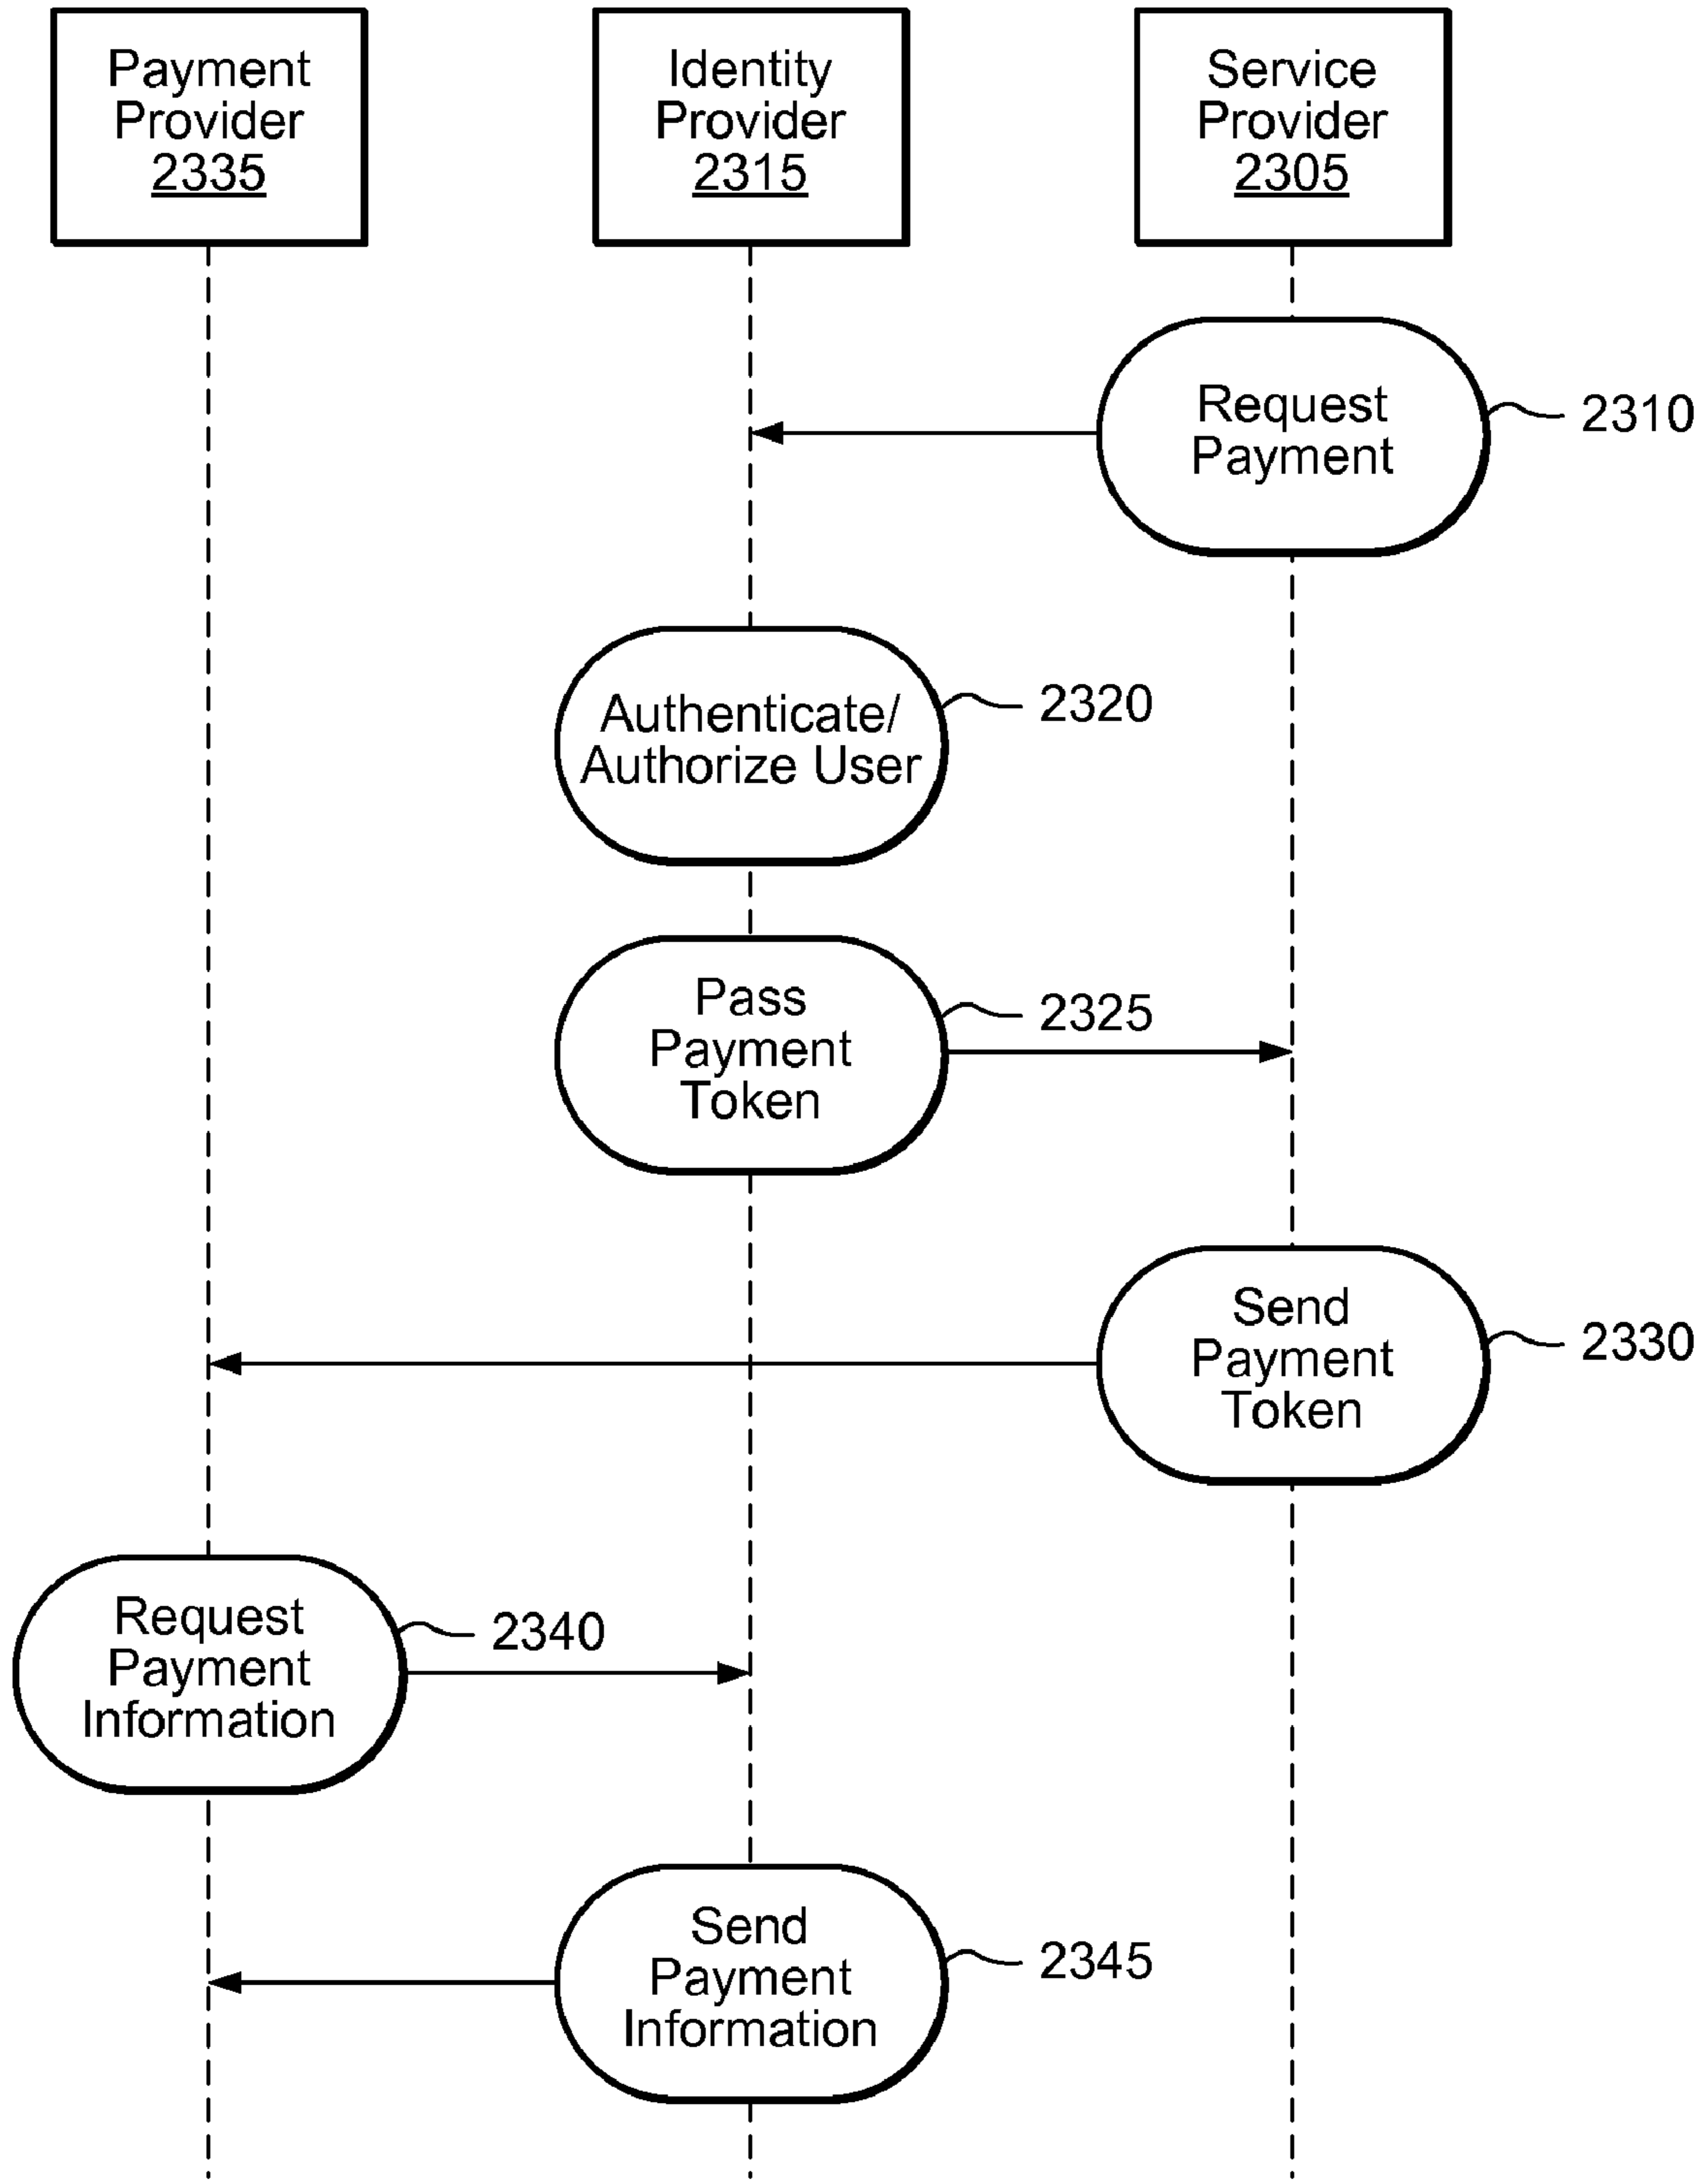 Payment
Provider
2335
Identity
Provider
2315
Service
Provider
2305
Request
Payment
2310
Authenticate/
Authorize User
2320
Pass
Payment
Token
2325
Send
Payment
Token
2330
Request
Payment
Information
2340
Send
Payment
Information
2345